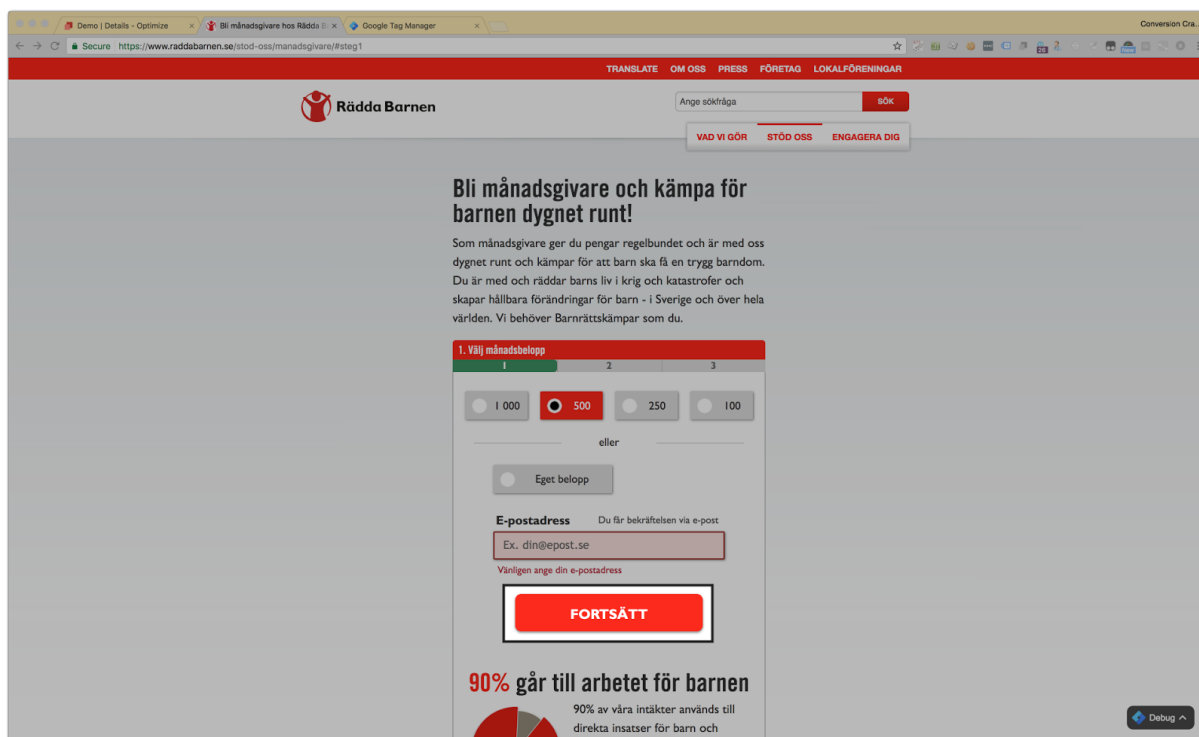 Demo | Details - Optimize
Bli månadsgivare hos Rädda B
Google Tag Manager
Conversion Cra...
Secure https://www.raddabarnen.se/stod-oss/manadsgivare/#steg1
TRANSLATE OM OSS PRESS FÖRETAG LOKALFÖRENINGAR
Rädda Barnen
Ange sökfråga
SÖK
VAD VI GÖR STÖD OSS ENGAGERA DIG
Bli månadsgivare och kämpa för
barnen dygnet runt!
Som månadsgivare ger du pengar regelbundet och är med oss
dygnet runt och kämpar för att barn ska få en trygg barndom.
Du är med och räddar barns liv i krig och katastrofer och
skapar hållbara förändringar för barn - i Sverige och över hela
världen. Vi behöver Barnrättskämpar som du.
1. Välj månadsbelopp
1 2 3
1 000 500 250 100
eller
Eget belopp
E-postadress Du får bekräftelsen via e-post
Ex. din@epost.se
Vänligen ange din e-postadress
FORTSÄTT
90% går till arbetet för barnen
90% av våra intäkter används till
direkta insatser för barn och
Debug